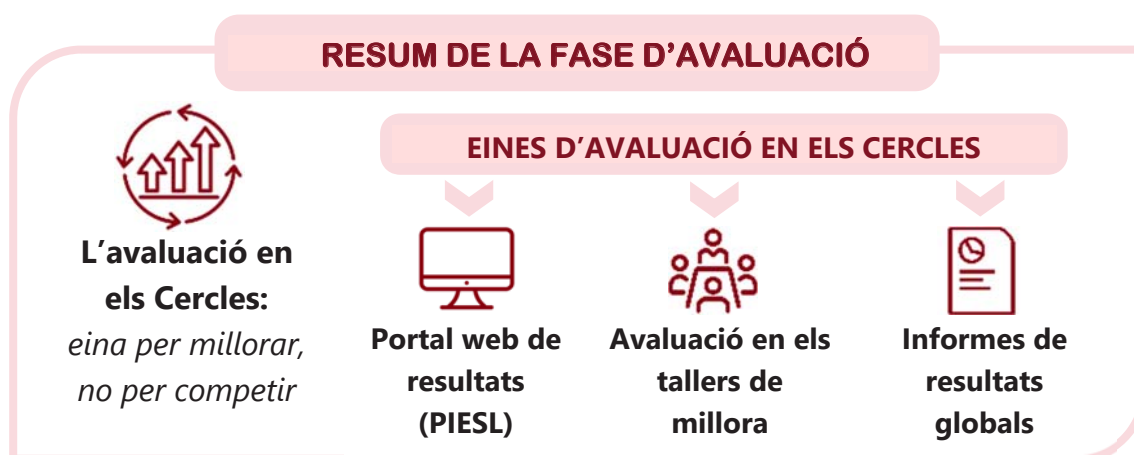 RESUM DE LA FASE D’AVALUACIÓ
EINES D’AVALUACIÓ EN ELS CERCLES
L’avaluació en
els Cercles:
eina per millorar,
no per competir
Portal web de
resultats
(PIESL)
Avaluació en els
tallers de
millora
Informes de
resultats
globals